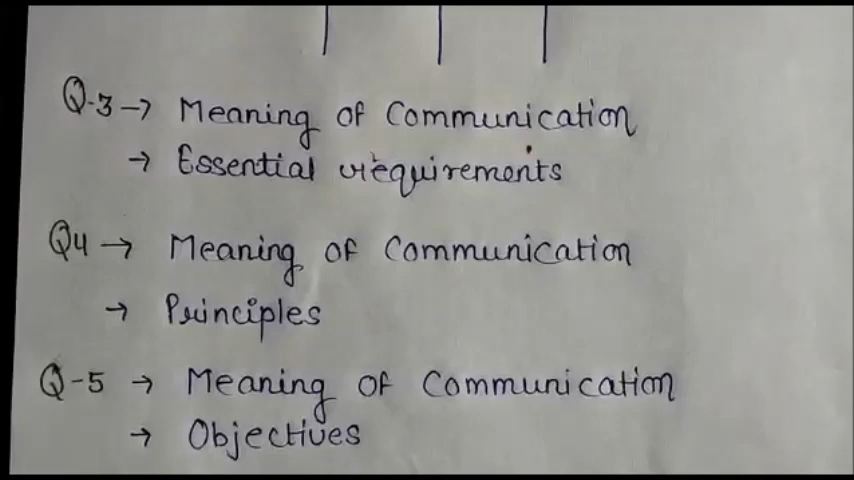 Q-3 → Meaning of Communication
→ Essential requirements
Q4 → Meaning of Communication
→ Principles
Q-5 → Meaning of Communication
→ Objectives